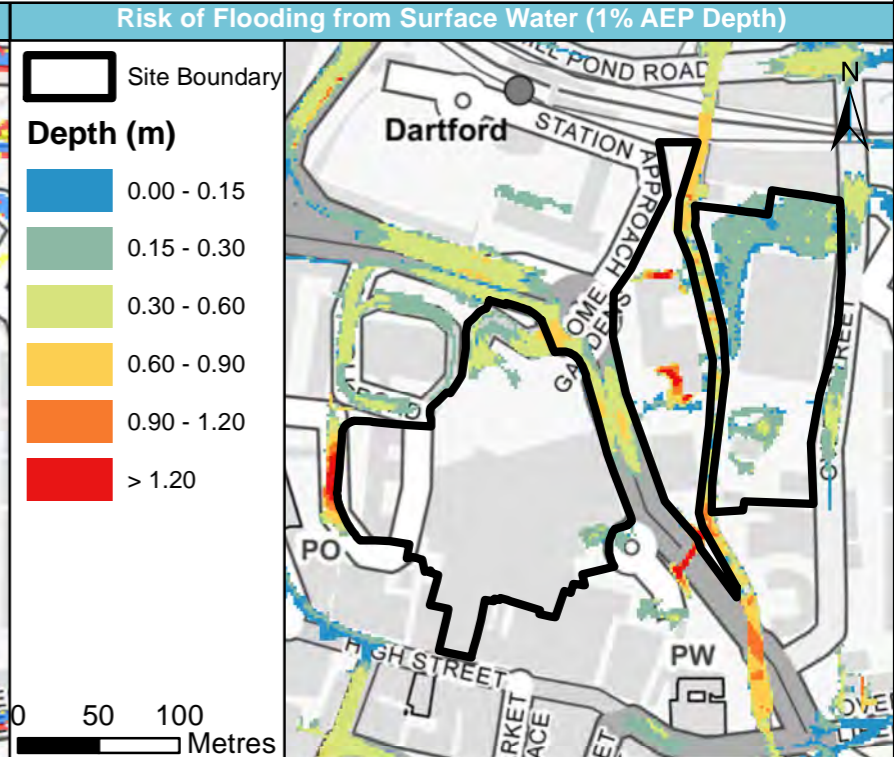 Risk of Flooding from Surface Water (1% AEP Depth)
Site Boundary
Depth (m)
0.00 - 0.15
0.15 - 0.30
0.30 - 0.60
0.60 - 0.90
0.90 - 1.20
> 1.20
0 50 100
Metres
POND ROAD
N
Dartford
STATION APPROACH
GARDENS
PO
HIGH STREET
PW